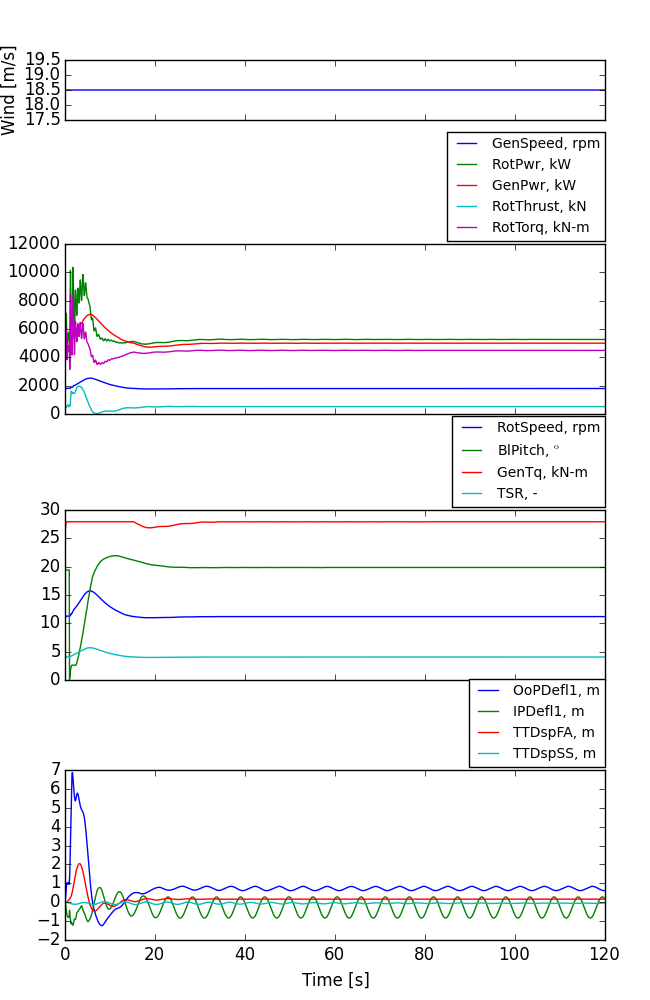 Wind [m/s]
19.5
19.0
18.5
18.0
17.5
GenSpeed, rpm
RotPwr, kW
GenPwr, kW
RotThrust, kN
RotTorq, kN-m
12000
10000
8000
6000
4000
2000
0
RotSpeed, rpm
BlPitch, °
GenTq, kN-m
TSR, -
30
25
20
15
10
5
0
OoPDefl1, m
IPDefl1, m
TTDspFA, m
TTDspSS, m
7
6
5
4
3
2
1
0
−1
−2
0 20 40 60 80 100 120
Time [s]